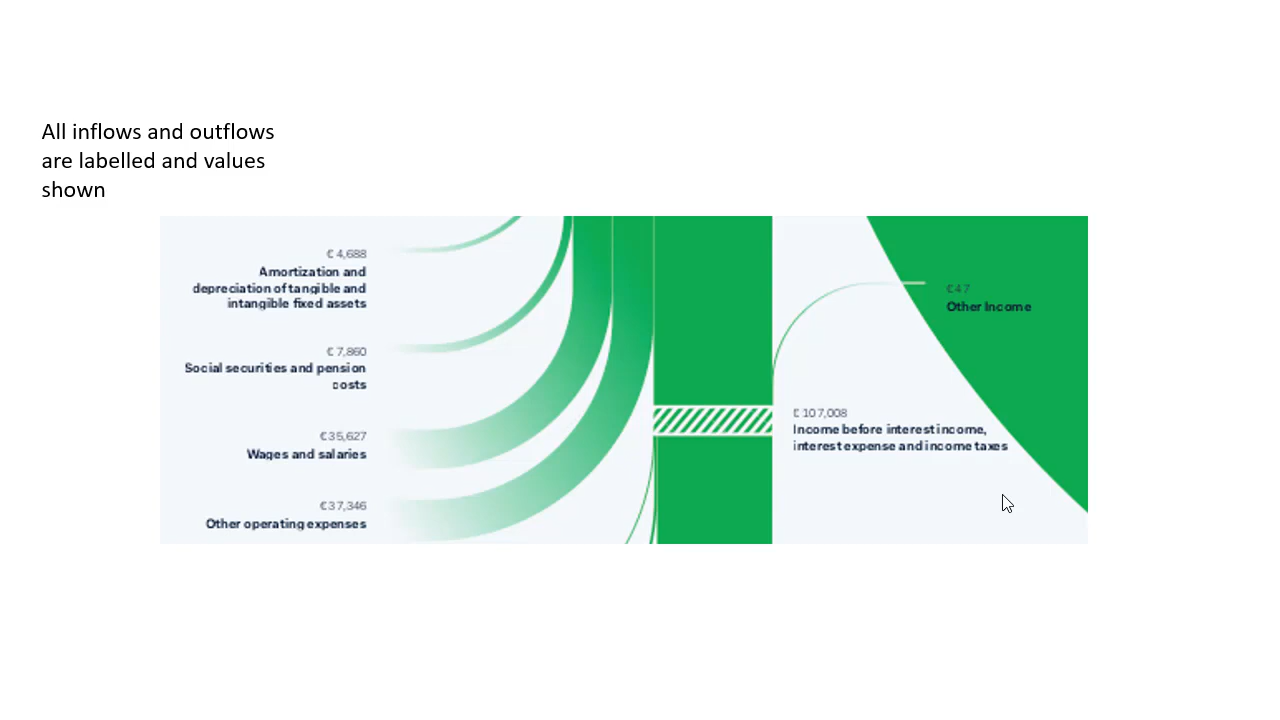 All inflows and outflows
are labelled and values
shown
€ 4,688
Amortization and
depreciation of tangible and
intangible fixed assets
€ 7,860
Social securities and pension
costs
€ 35,627
Wages and salaries
€ 37,346
Other operating expenses
€ 47
Other Income
€ 107,008
Income before interest income,
interest expense and income taxes